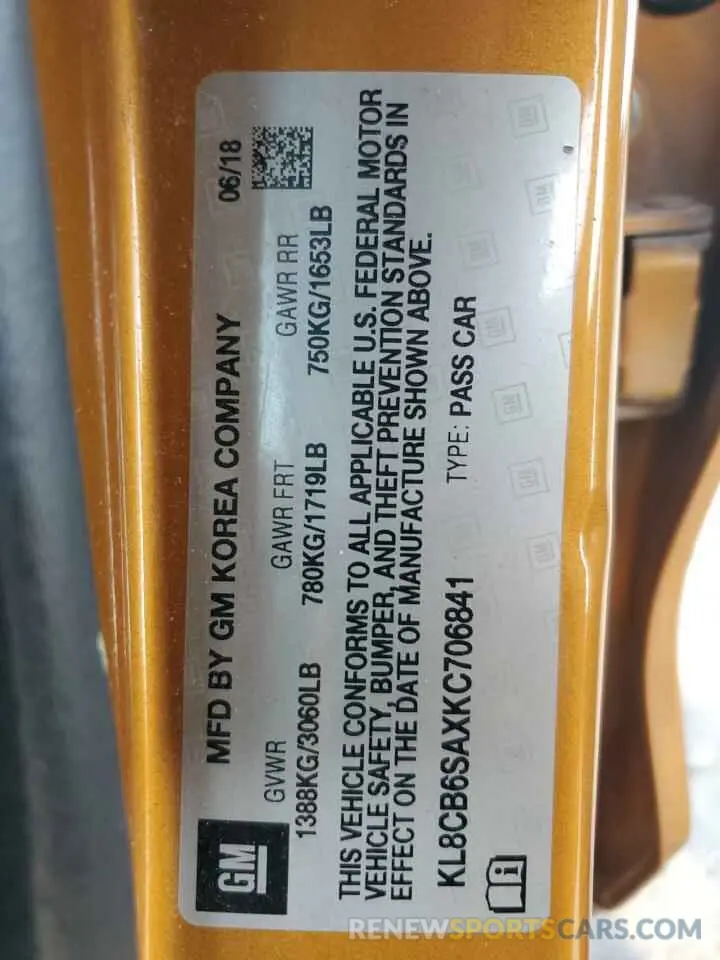 MFD BY GM KOREA COMPANY 06/18
GM
GVWR GAWR FRT GAWR RR
1388KG/3060LB 780KG/1719LB 750KG/1653LB
THIS VEHICLE CONFORMS TO ALL APPLICABLE U.S. FEDERAL MOTOR
VEHICLE SAFETY, BUMPER, AND THEFT PREVENTION STANDARDS IN
EFFECT ON THE DATE OF MANUFACTURE SHOWN ABOVE.
KL8CB6SAXKC706841 TYPE: PASS CAR
RENEWSPORTSCARS.COM